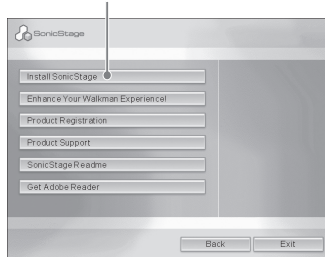 SonicStage
Install SonicStage
Enhance Your Walkman Experience!
Product Registration
Product Support
SonicStage Readme
Get Adobe Reader
Back Exit